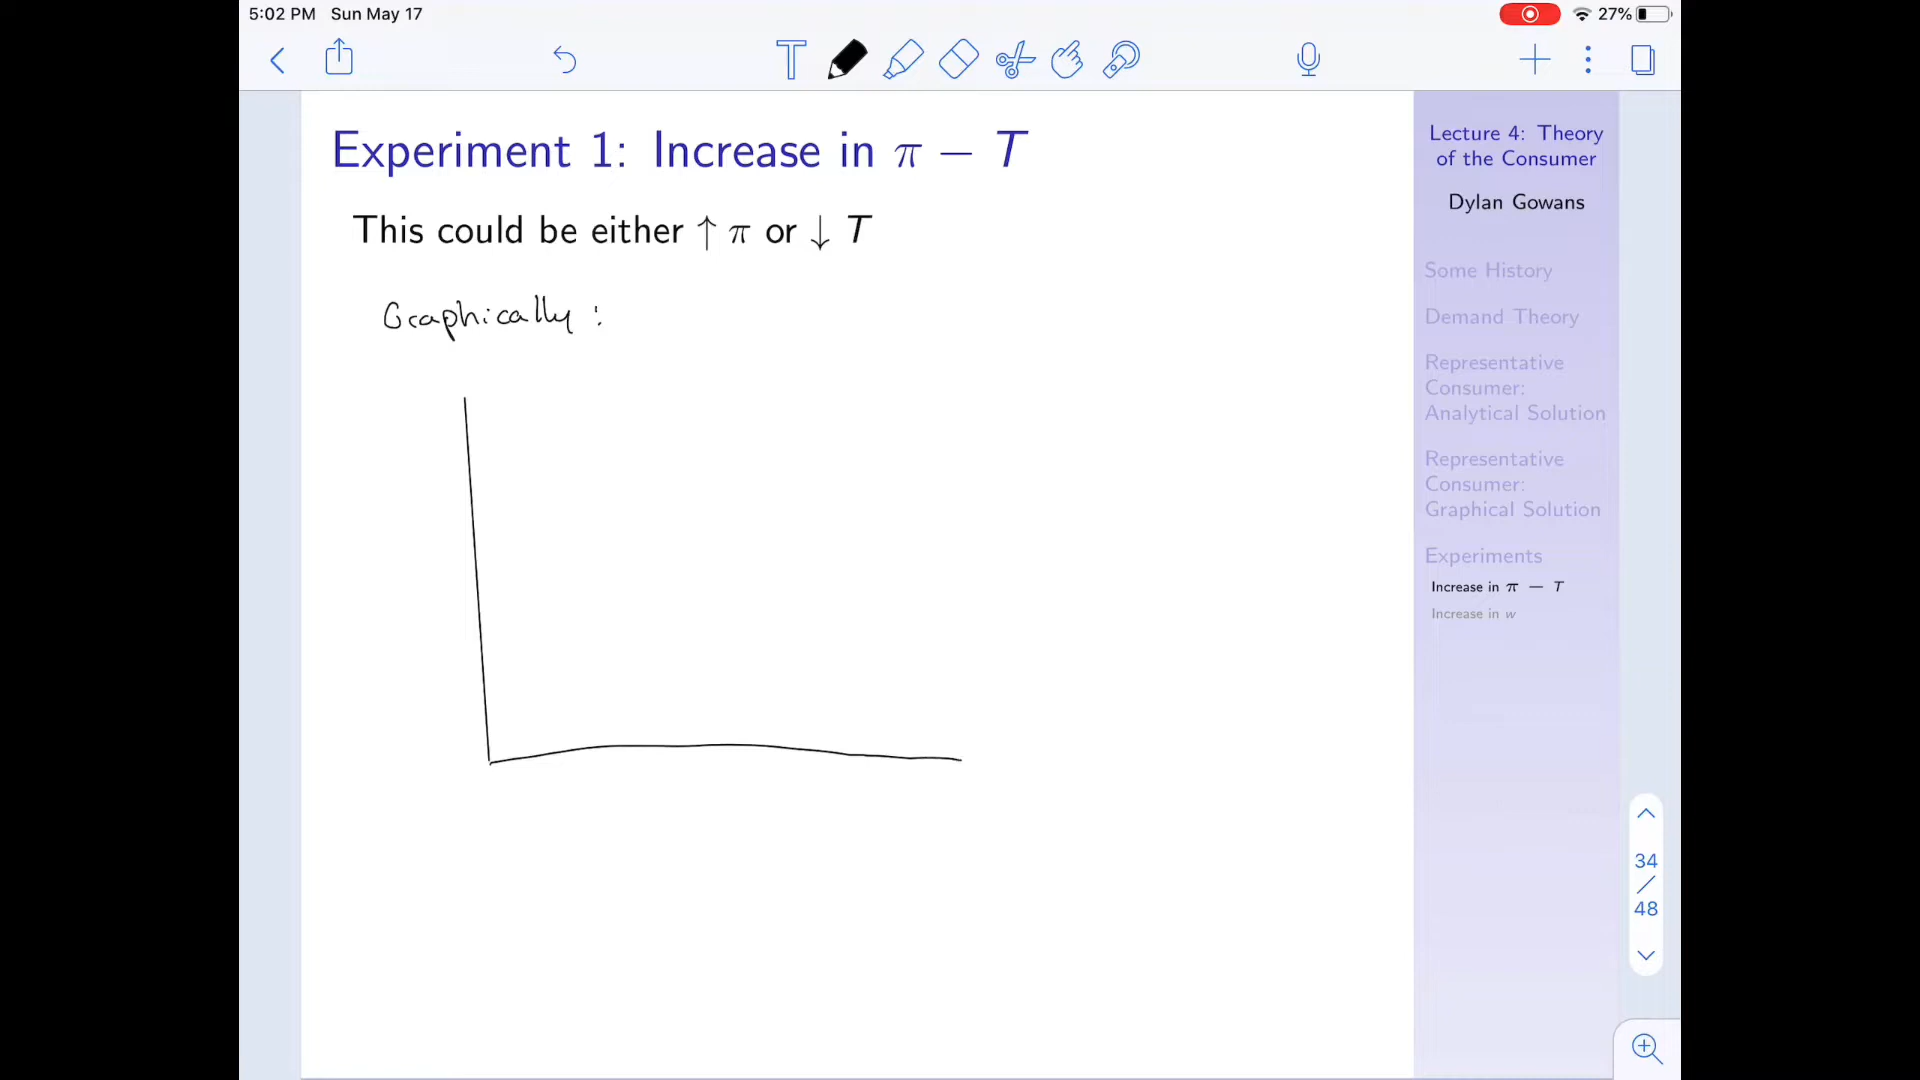 5:02 PM Sun May 17
27%
Experiment 1: Increase in π − T
This could be either ↑ π or ↓ T
Graphically :
Lecture 4: Theory
of the Consumer
Dylan Gowans
Some History
Demand Theory
Representative
Consumer:
Analytical Solution
Representative
Consumer:
Graphical Solution
Experiments
Increase in π − T
Increase in w
34
/
48